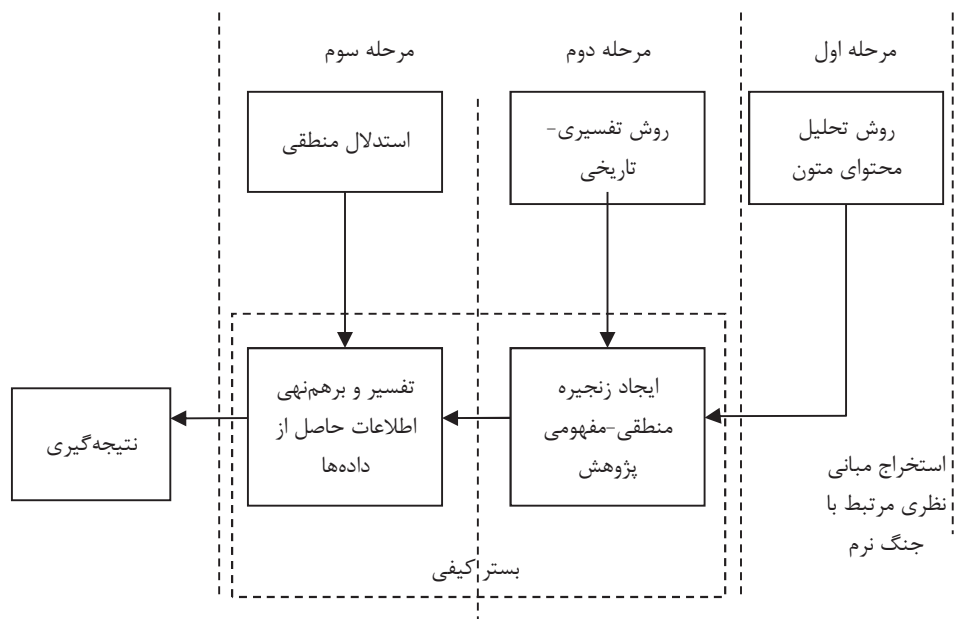 مرحله اول
مرحله دوم
مرحله سوم
روش تحلیل
محتوای متون
روش تفسیری-
تاریخی
استدلال منطقی
ایجاد زنجیره
منطقی-مفهومی
پژوهش
تفسیر و برهم‌نهی
اطلاعات حاصل از
داده‌ها
نتیجه‌گیری
استخراج مبانی
نظری مرتبط با
جنگ نرم
بستر کیفی